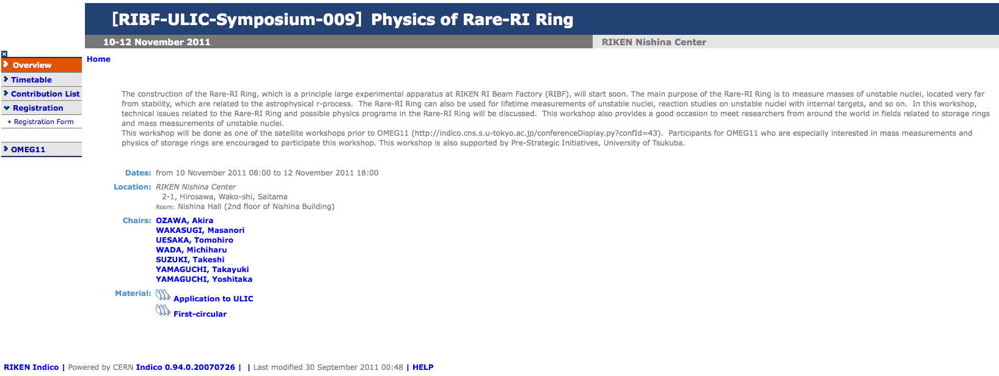 [RIBF-ULIC-Symposium-009] Physics of Rare-RI Ring
10-12 November 2011
RIKEN Nishina Center
Home
Overview
Timetable
Contribution List
Registration
Registration Form
OMEG11
The construction of the Rare-RI Ring, which is a principle large experimental apparatus at RIKEN RI Beam Factory (RIBF), will start soon. The main purpose of the Rare-RI Ring is to measure masses of unstable nuclei, located very far
from stability, which are related to the astrophysical r-process. The Rare-RI Ring can also be used for lifetime measurements of unstable nuclei, reaction studies on unstable nuclei with internal targets, and so on. In this workshop,
technical issues related to the Rare-RI Ring and possible physics programs in the Rare-RI Ring will be discussed. This workshop also provides a good occasion to meet researchers from around the world in fields related to storage rings
and mass measurements of unstable nuclei.
This workshop will be done as one of the satellite workshops prior to OMEG11 (http://indico.cns.s.u-tokyo.ac.jp/conferenceDisplay.py?confId=43). Participants for OMEG11 who are especially interested in mass measurements and
physics of storage rings are encouraged to participate this workshop. This workshop is also supported by Pre-Strategic Initiatives, University of Tsukuba.
Dates: from 10 November 2011 08:00 to 12 November 2011 18:00
Location: RIKEN Nishina Center
2-1, Hirosawa, Wako-shi, Saitama
Room: Nishina Hall (2nd floor of Nishina Building)
Chairs: OZAWA, Akira
WAKASUGI, Masanori
UESAKA, Tomohiro
WADA, Michiharu
SUZUKI, Takeshi
YAMAGUCHI, Takayuki
YAMAGUCHI, Yoshitaka
Material: Application to ULIC
First-circular
RIKEN Indico | Powered by CERN Indico 0.94.0.20070726 | | Last modified 30 September 2011 00:48 | HELP